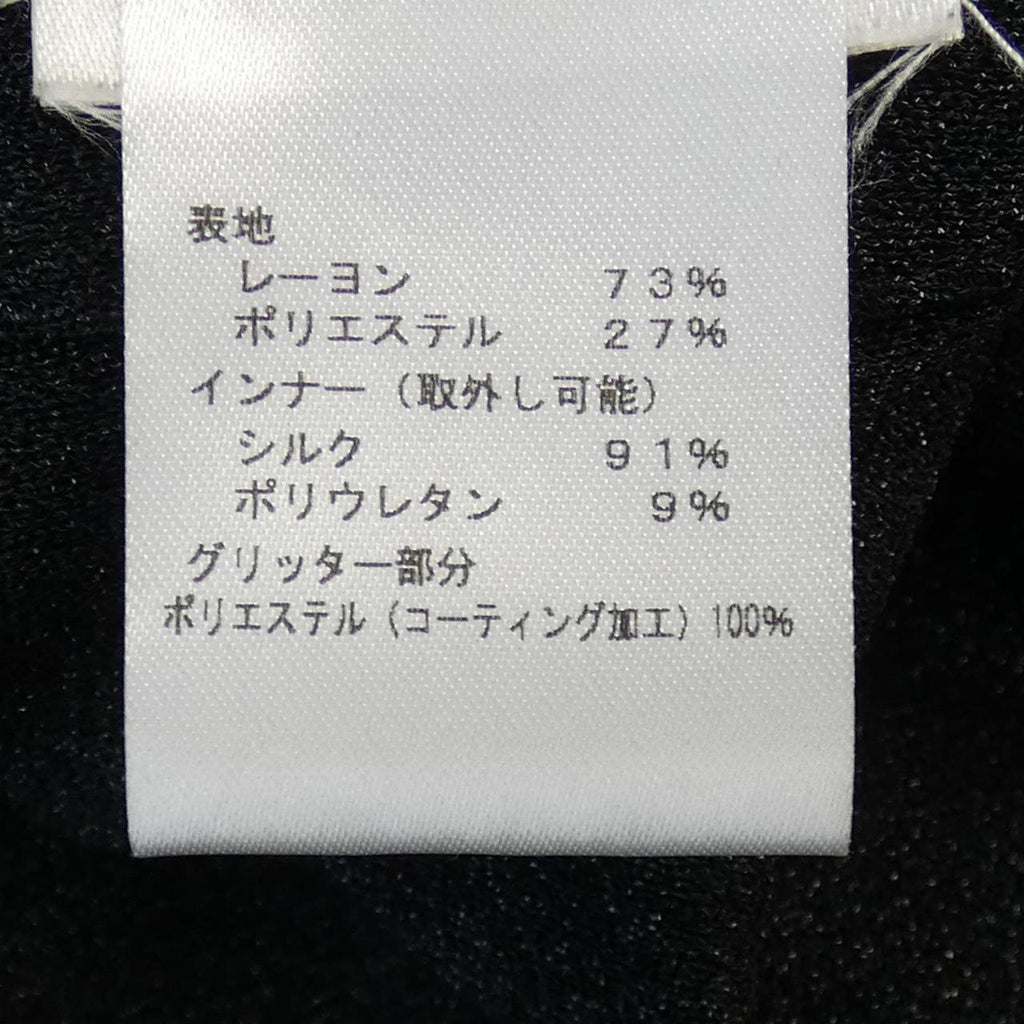 表地
レーヨン 73%
ポリエステル 27%
インナー（取外し可能）
シルク 91%
ポリウレタン 9%
グリッター部分
ポリエステル（コーティング加工）100%